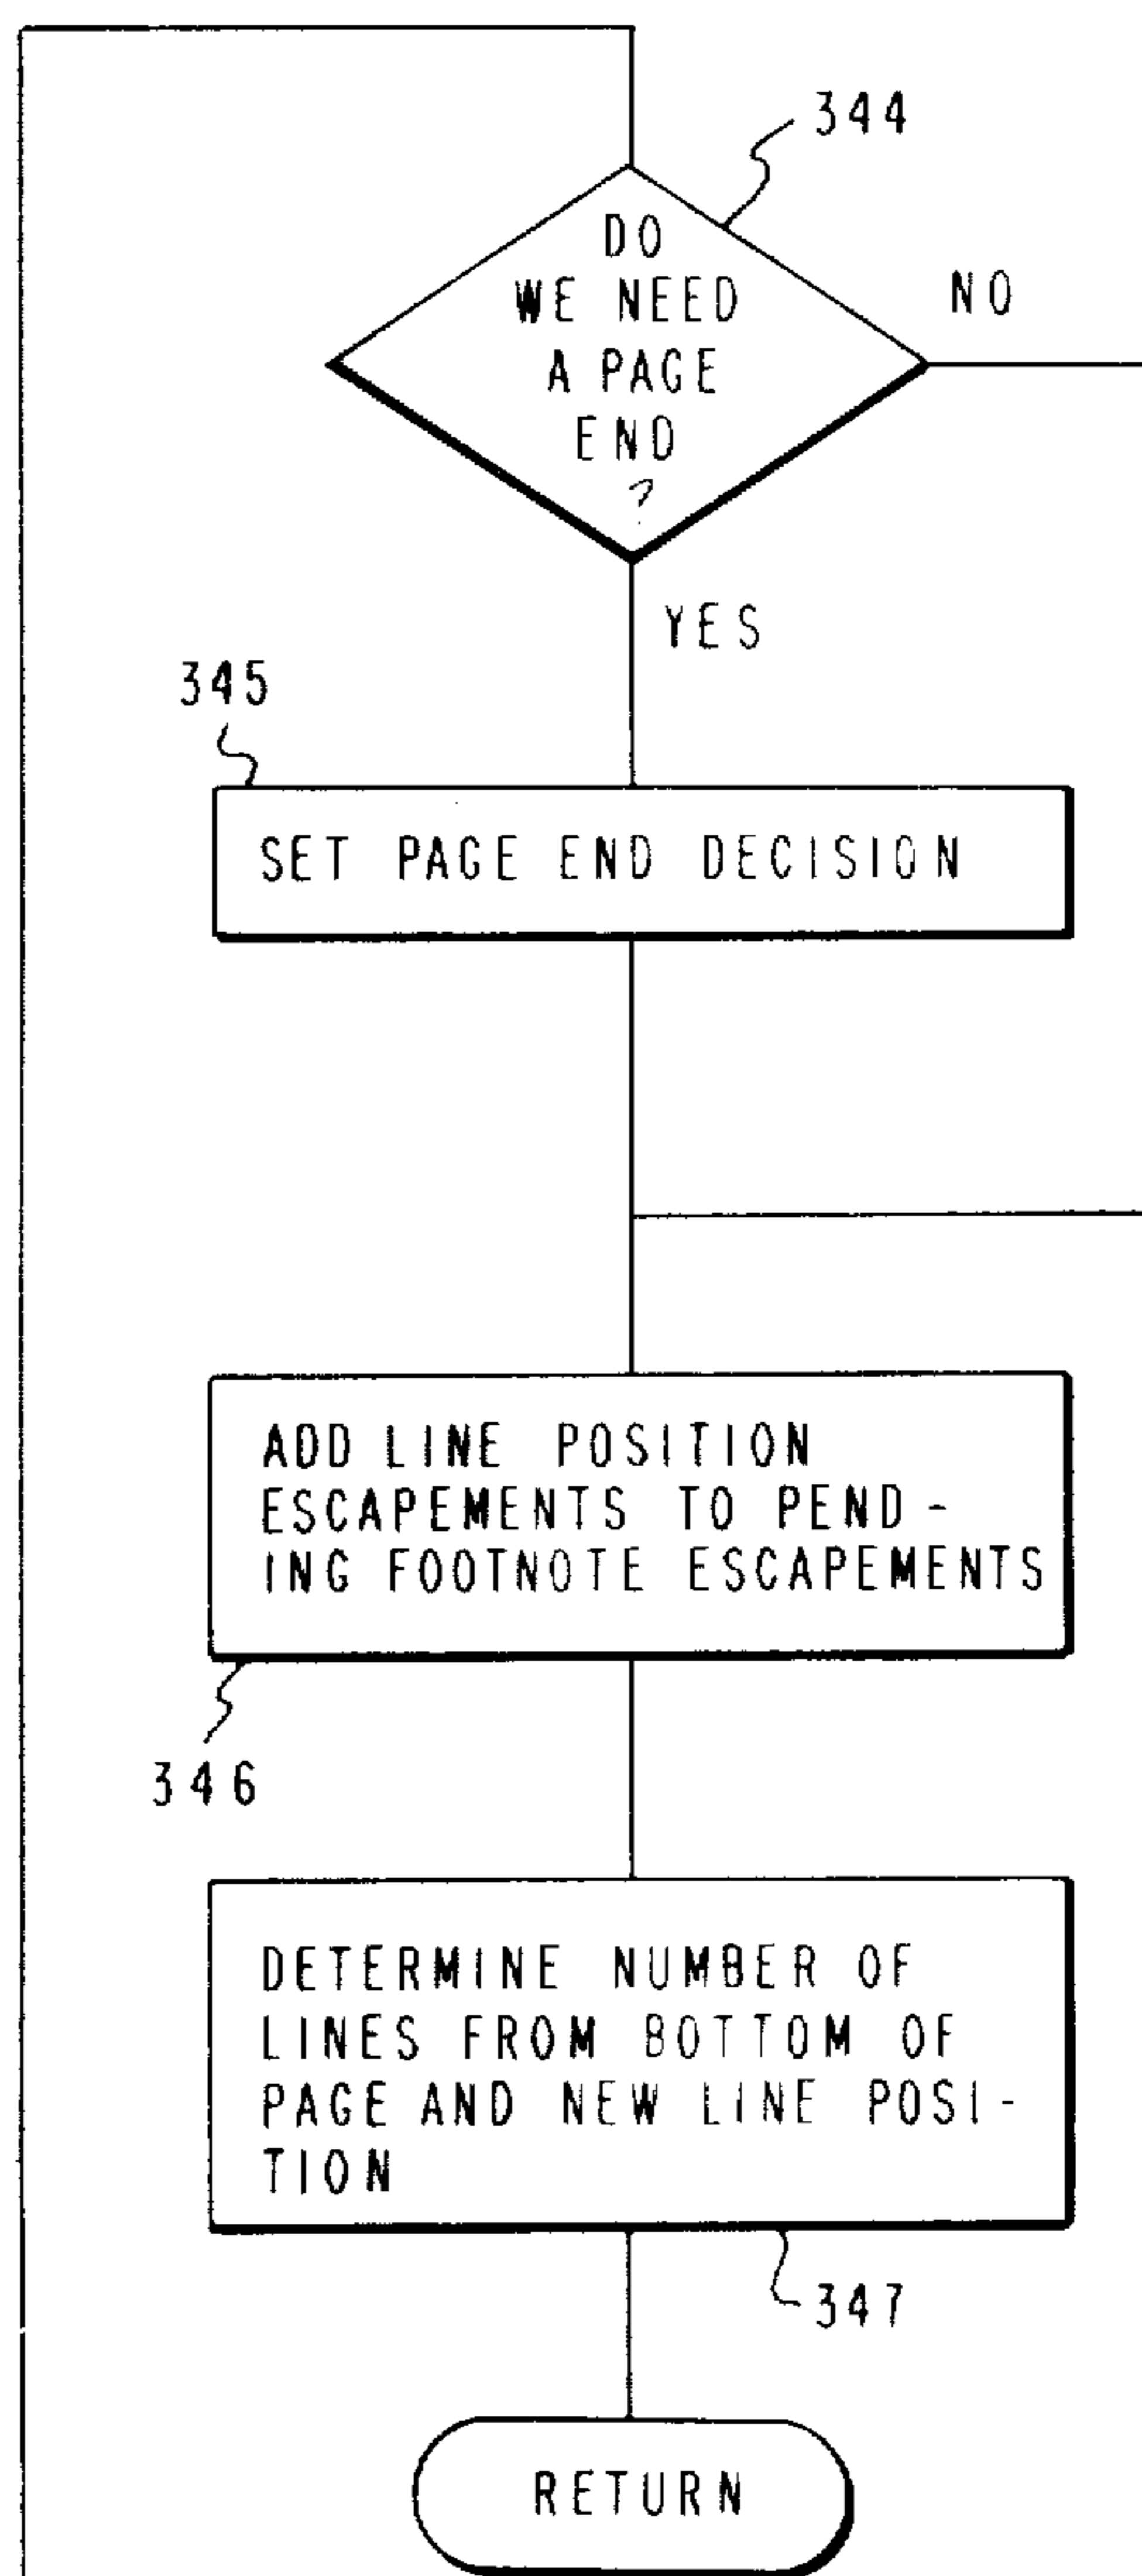 344
DO
WE NEED
A PAGE
END
?
NO
YES
345
SET PAGE END DECISION
ADD LINE POSITION
ESCAPEMENTS TO PEND-
ING FOOTNOTE ESCAPEMENTS
346
DETERMINE NUMBER OF
LINES FROM BOTTOM OF
PAGE AND NEW LINE POSI-
TION
347
RETURN